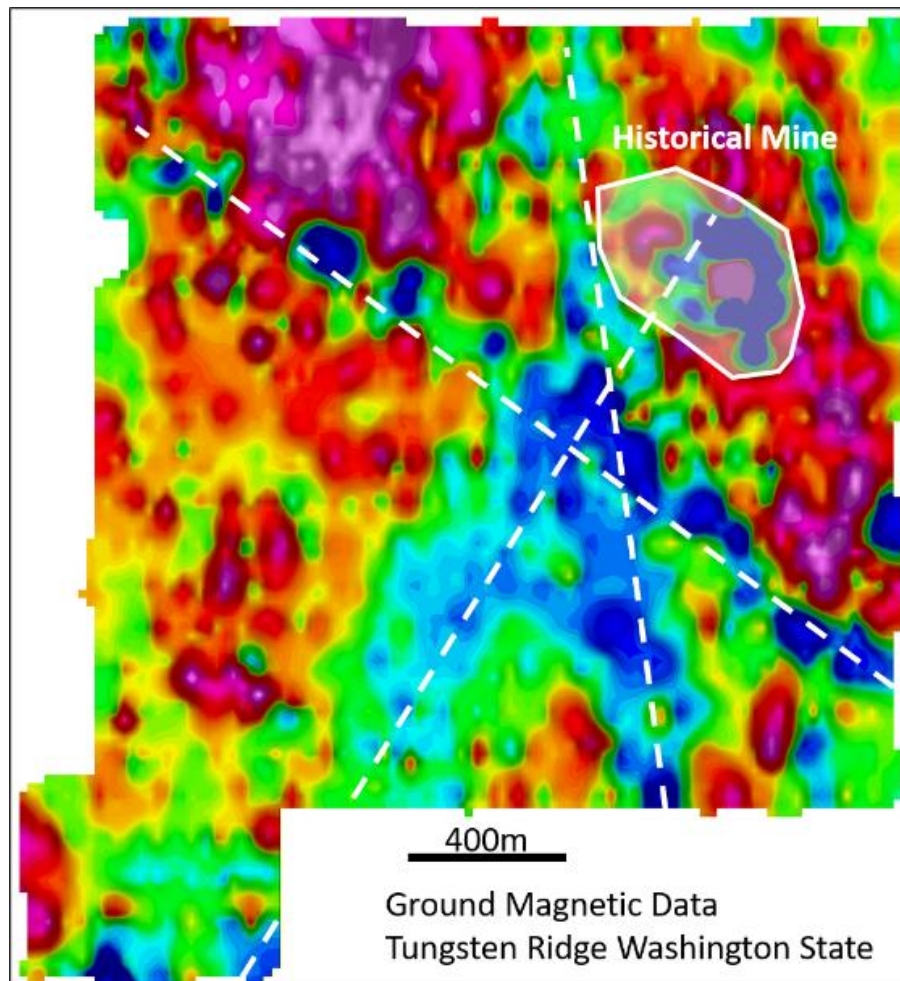 Historical Mine
400m
Ground Magnetic Data
Tungsten Ridge Washington State